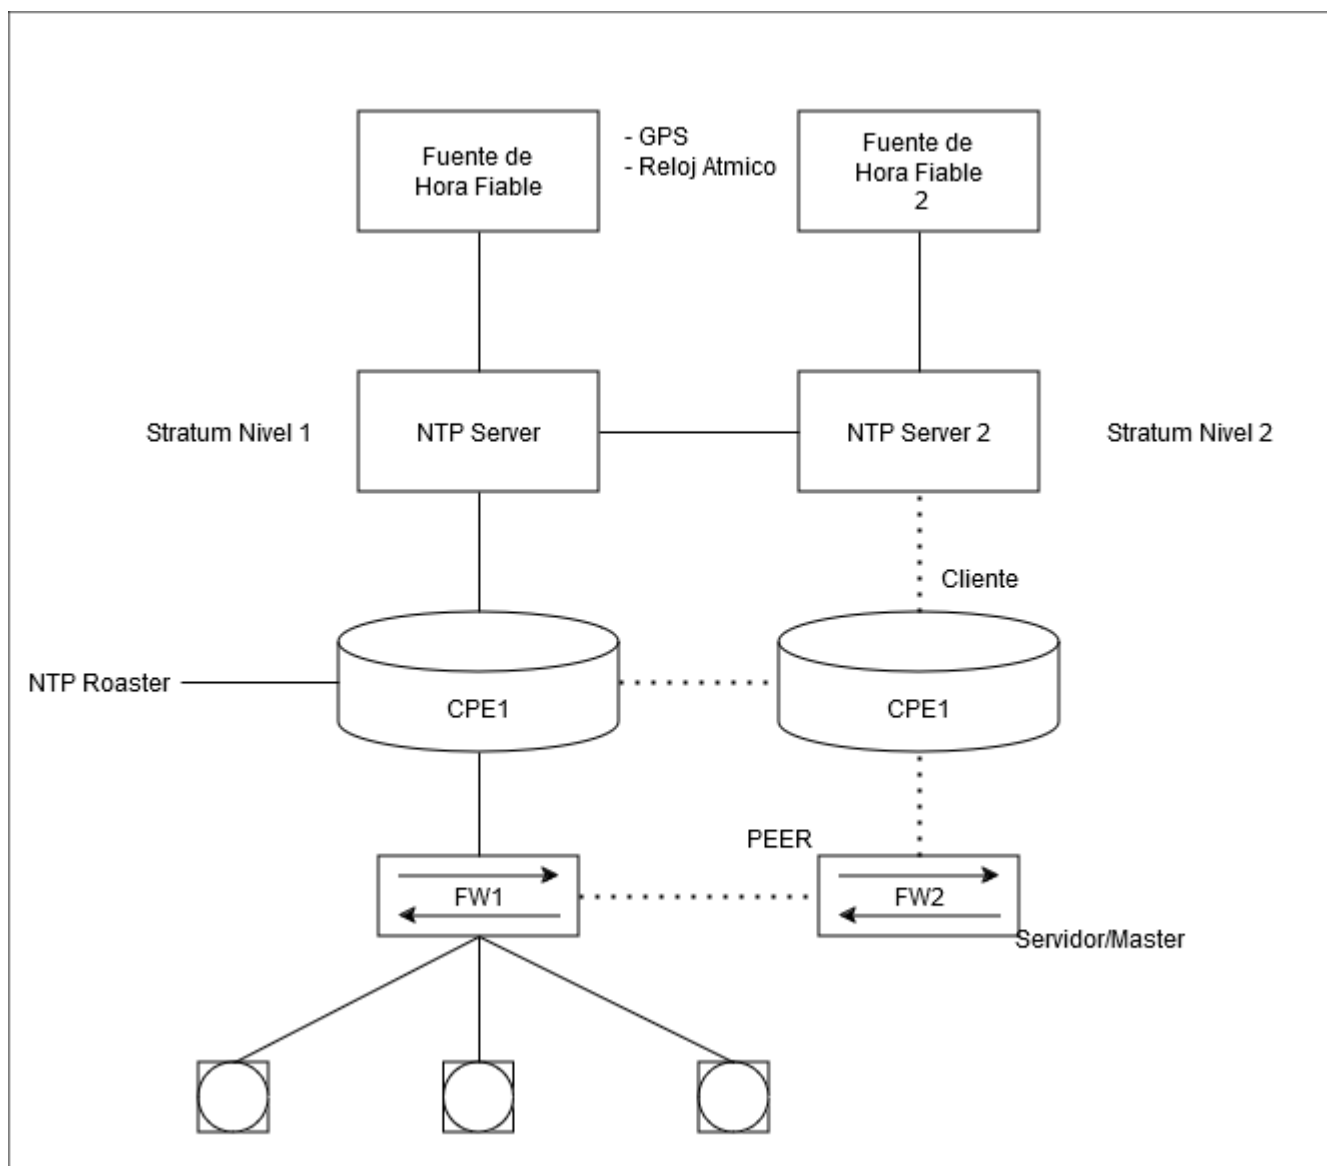 Fuente de
Hora Fiable
- GPS
- Reloj Atmico
Fuente de
Hora Fiable
2
Stratum Nivel 1
NTP Server
NTP Server 2
Stratum Nivel 2
Cliente
NTP Roaster
CPE1
CPE1
PEER
FW1
FW2
Servidor/Master